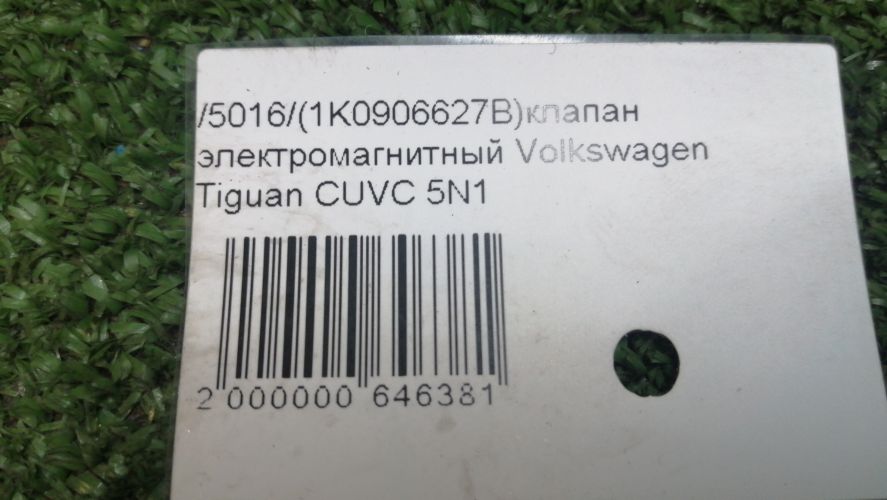 /5016/(1K0906627B)клапан
электромагнитный Volkswagen
Tiguan CUVC 5N1
2 000000 646381